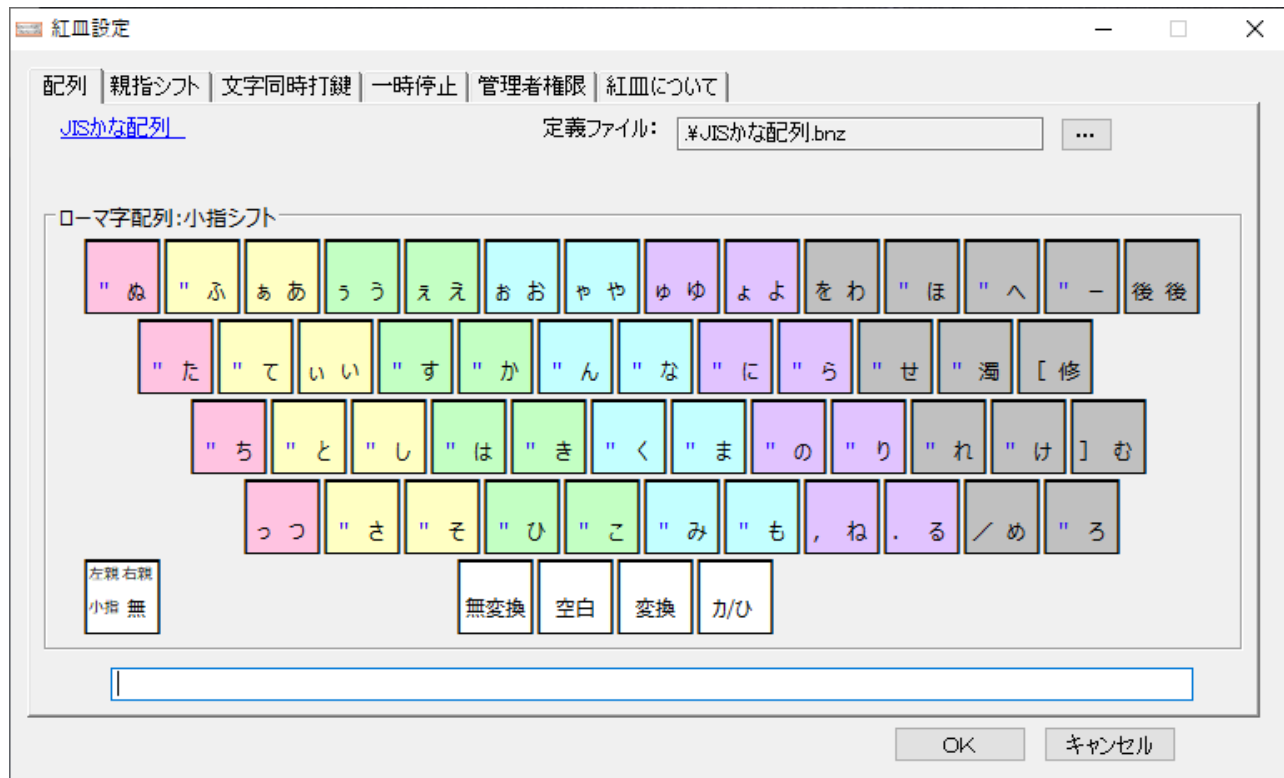 紅皿設定
配列 親指シフト 文字同時打鍵 一時停止 管理者権限 紅皿について
JISかな配列 定義ファイル： .¥JISかな配列.bnz ...
ローマ字配列:小指シフト
" ぬ " ふ ぁ あ ぅ う ぇ え ぉ お ゃ や ゅ ゆ ょ よ を わ " ほ " へ " ー 後 後
" た " て ぃ い " す " か " ん " な " に " ら " せ " 濁 [ 修
" ち " と " し " は " き " く " ま " の " り " れ " け ] む
っ つ " さ " そ " ひ " こ " み " も , ね . る ／ め " ろ
左親 右親
小指 無 無変換 空白 変換 カ/ひ
OK キャンセル